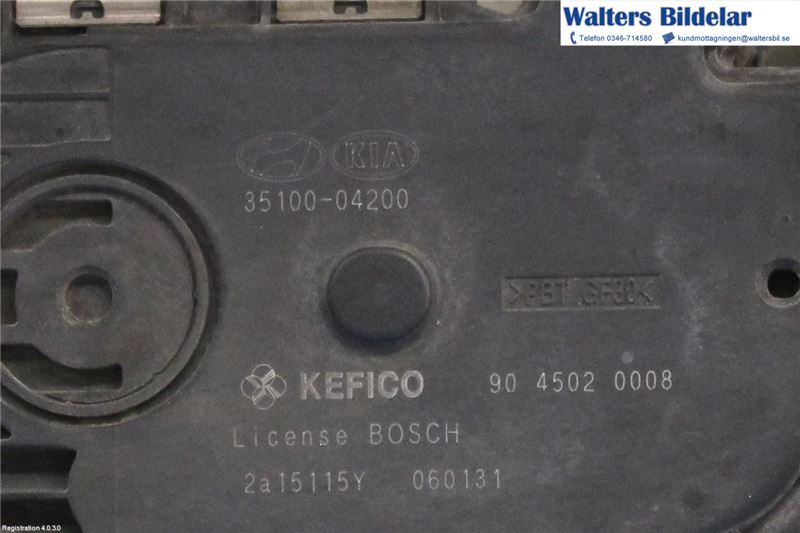 Walters Bildelar
Telefon 0346-714580 kundmottagningen@waltersbil.se
KIA
35100-04200
>PBT GF30<
KEFICO 90 4502 0008
License BOSCH
2a15115Y 060131
Registration 4.0.3.0